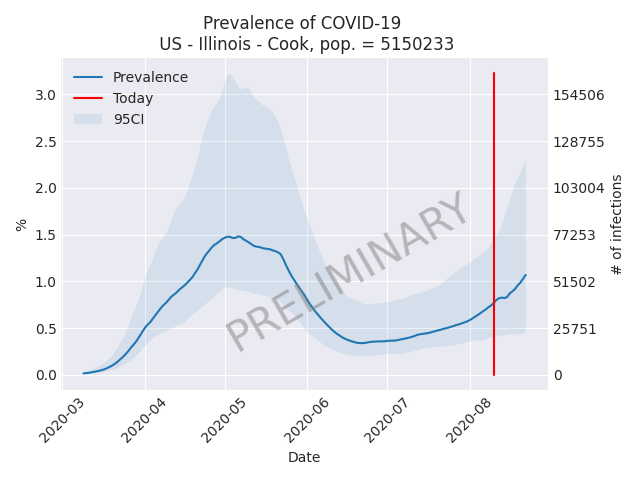 Prevalence of COVID-19
US - Illinois - Cook, pop. = 5150233
Prevalence
Today
95CI
3.0
2.5
2.0
1.5
1.0
0.5
0.0
%
154506
128755
103004
77253
51502
25751
0
# of infections
PRELIMINARY
2020-03
2020-04
2020-05
2020-06
2020-07
2020-08
Date